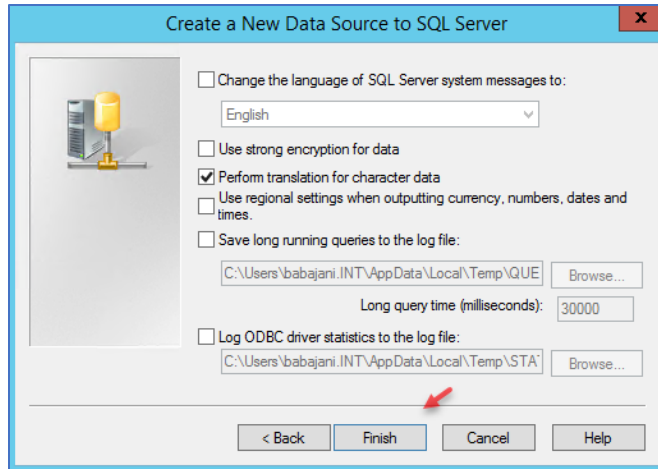 Create a New Data Source to SQL Server
x
Change the language of SQL Server system messages to:
English
Use strong encryption for data
Perform translation for character data
Use regional settings when outputting currency, numbers, dates and
times.
Save long running queries to the log file:
C:\Users\babajani.INT\AppData\Local\Temp\QUE
Browse...
Long query time (milliseconds):
30000
Log ODBC driver statistics to the log file:
C:\Users\babajani.INT\AppData\Local\Temp\STAT
Browse...
< Back
Finish
Cancel
Help